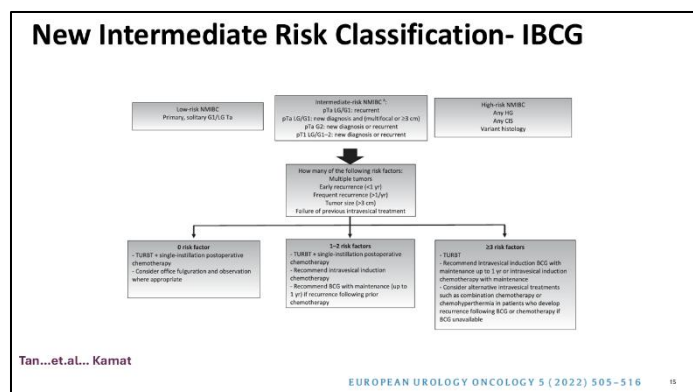 New Intermediate Risk Classification- IBCG
Low-risk NMIBC
Primary, solitary G1/LG Ta
Intermediate-risk NMIBC
pTa LG/G1: recurrent
pTa LG/G1: new diagnosis and (multifocal or ≥3 cm)
pTa G2: new diagnosis or recurrent
pT1 LG/G1–2: new diagnosis or recurrent
High-risk NMIBC
Any HG
Any CIS
Variant histology
How many of the following risk factors:
Multiple tumors
Early recurrence (<1 yr)
Frequent recurrence (>1/yr)
Tumor size (>3 cm)
Failure of previous intravesical treatment
0 risk factor
- TURBT + single-instillation postoperative
chemotherapy
- Consider office fulguration and observation
where appropriate
1–2 risk factors
- TURBT + single-instillation postoperative
chemotherapy
- Recommend intravesical induction
chemotherapy
- Recommend BCG with maintenance (up to
1 yr) if recurrence following prior
chemotherapy
≥3 risk factors
- TURBT
- Recommend intravesical induction BCG with
maintenance up to 1 yr or intravesical induction
chemotherapy with maintenance
- Consider alternative intravesical treatments
such as combination chemotherapy or
chemohyperthermia in patients who develop
recurrence following BCG or chemotherapy if
BCG unavailable
Tan...et.al... Kamat
EUROPEAN UROLOGY ONCOLOGY 5 (2022) 505–516
15